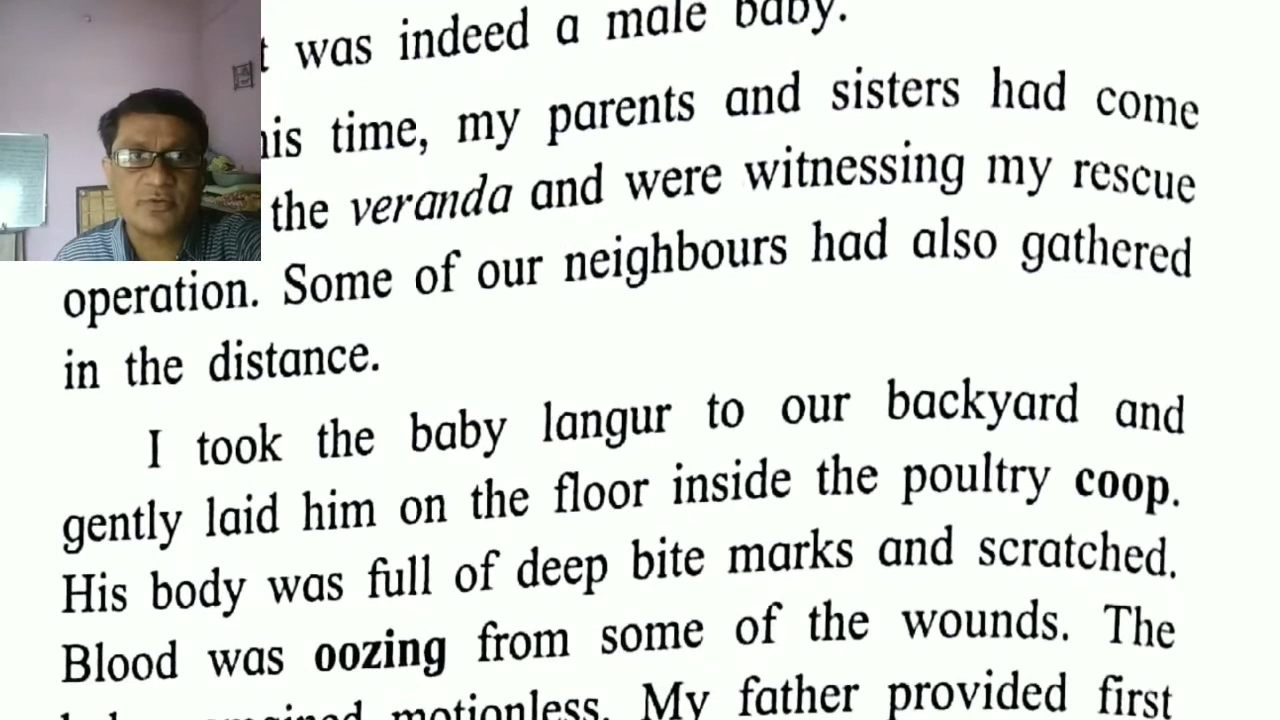 was indeed a male baby.
time, my parents and sisters had come
the veranda and were witnessing my rescue
operation. Some of our neighbours had also gathered
in the distance.
I took the baby langur to our backyard and
gently laid him on the floor inside the poultry coop.
His body was full of deep bite marks and scratched.
Blood was oozing from some of the wounds. The
motionless. My father provided first